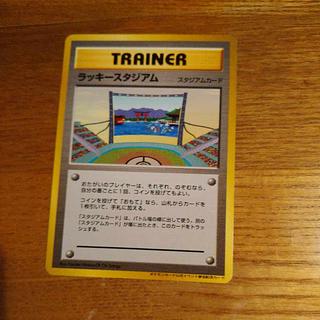 TRAINER
ラッキースタジアム スタジアムカード
おたがいのプレイヤーは、それぞれ、のぞむなら、
自分の番ごとに1回、コインを投げてもよい。
コインを投げて「おもて」なら、山札からカードを
1枚引いて、手札に加える。
「スタジアムカード」は、バトル場の横に出して使う。別の
「スタジアムカード」が場に出たとき、このカードをトラッ
シュする。